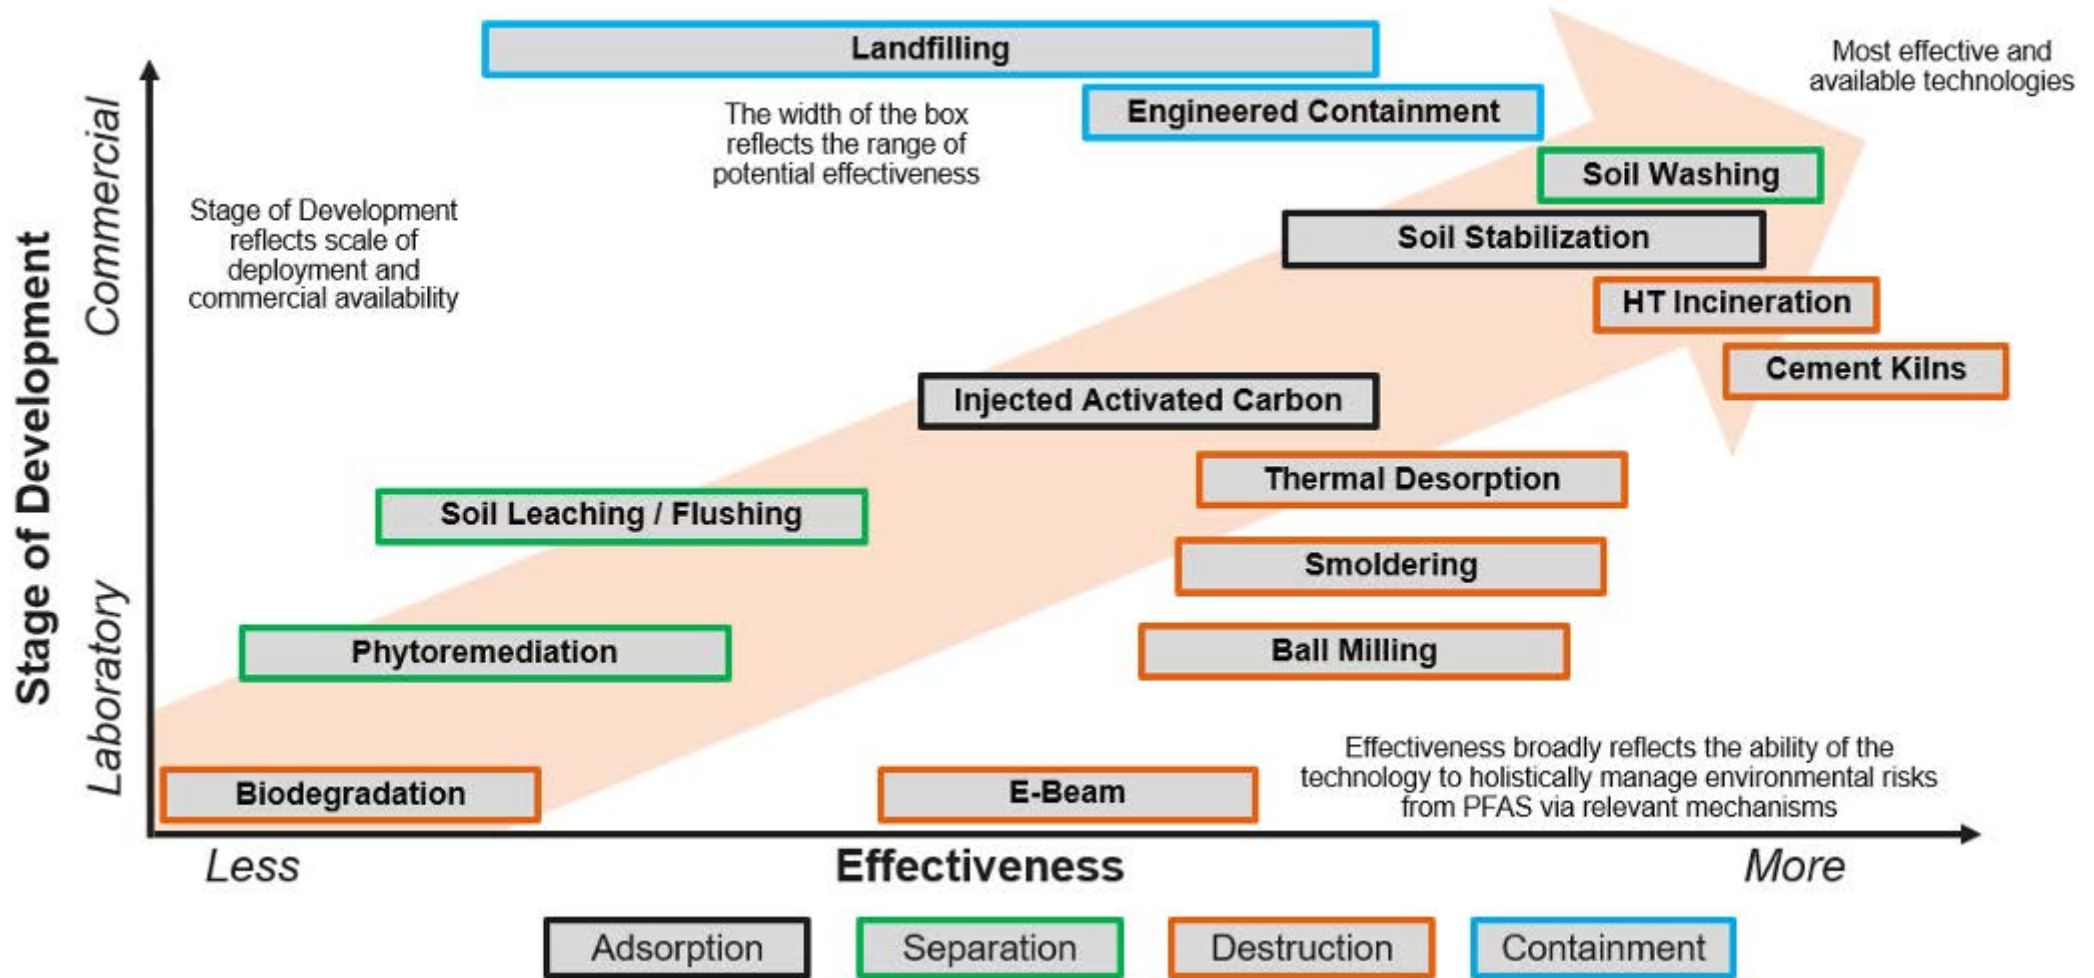 Landfilling
Most effective and
available technologies
Engineered Containment
The width of the box
reflects the range of
potential effectiveness
Soil Washing
Stage of Development
reflects scale of
deployment and
commercial availability
Soil Stabilization
HT Incineration
Cement Kilns
Injected Activated Carbon
Thermal Desorption
Soil Leaching / Flushing
Smoldering
Phytoremediation
Ball Milling
Effectiveness broadly reflects the ability of the
technology to holistically manage environmental risks
from PFAS via relevant mechanisms
Biodegradation
E-Beam
Stage of Development
Commercial
Laboratory
Less
Effectiveness
More
Adsorption
Separation
Destruction
Containment